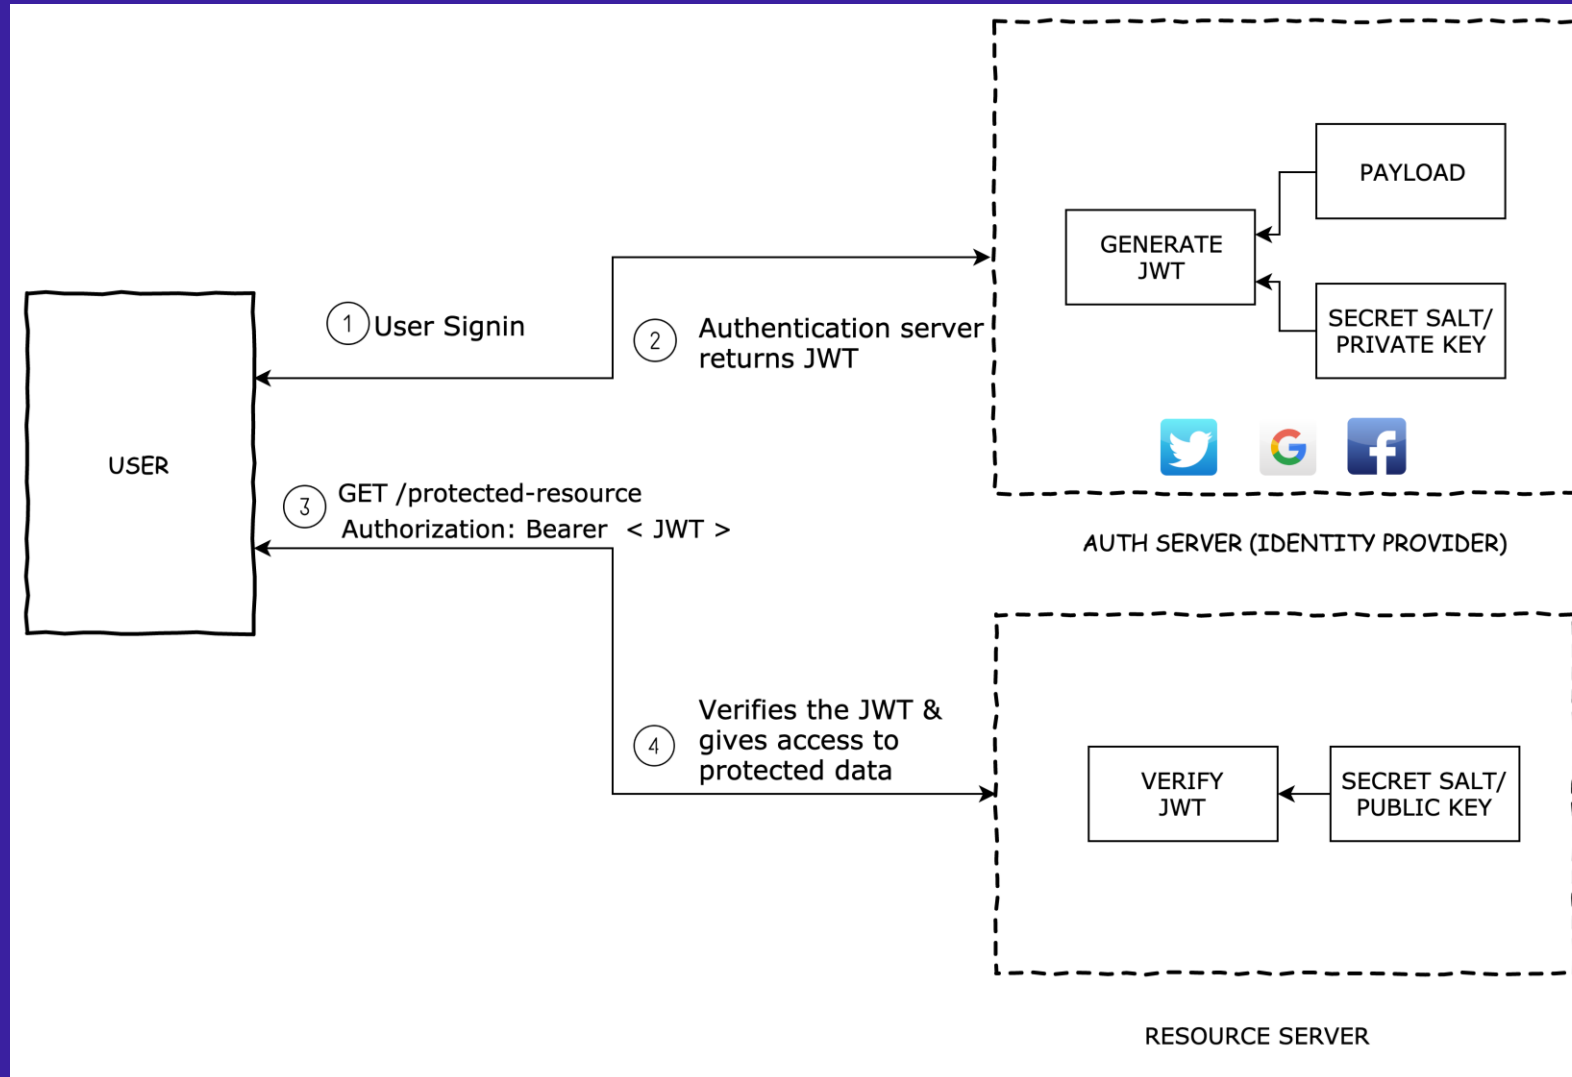 PAYLOAD
GENERATE
JWT
SECRET SALT/
PRIVATE KEY
1 User Signin
2 Authentication server
returns JWT
USER
3 GET /protected-resource
Authorization: Bearer < JWT >
AUTH SERVER (IDENTITY PROVIDER)
4 Verifies the JWT &
gives access to
protected data
VERIFY
JWT
SECRET SALT/
PUBLIC KEY
RESOURCE SERVER